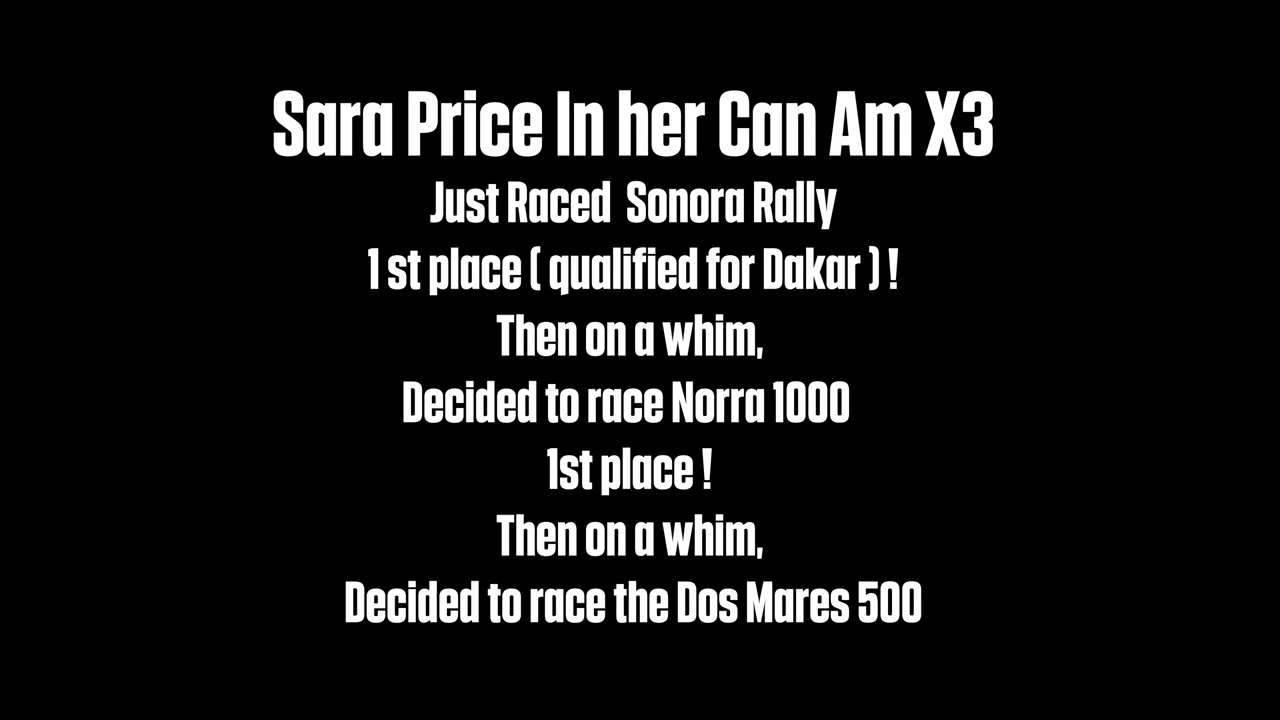 Sara Price In her Can Am X3
Just Raced  Sonora Rally
1 st place ( qualified for Dakar ) !
Then on a whim,
Decided to race Norra 1000
1st place !
Then on a whim,
Decided to race the Dos Mares 500